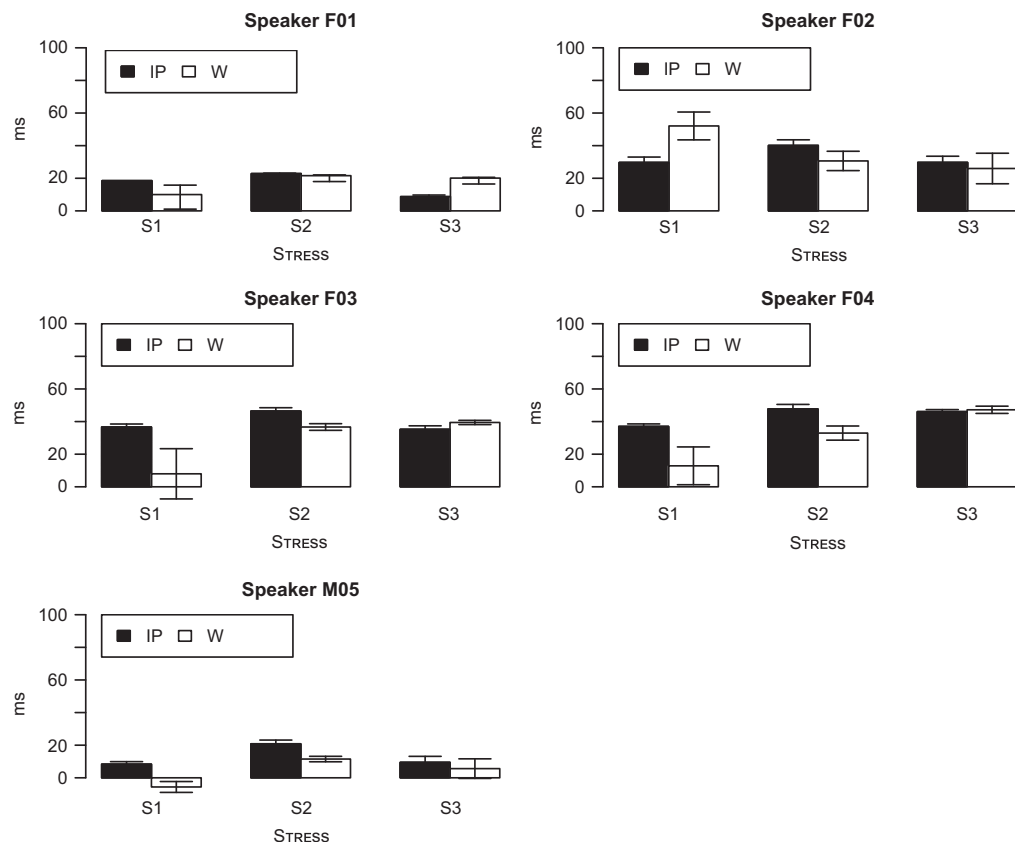 Speaker F01
100
60
20
0
ms
IP W
S1 S2 S3
STRESS
Speaker F02
100
60
20
0
ms
IP W
S1 S2 S3
STRESS
Speaker F03
100
60
20
0
ms
IP W
S1 S2 S3
STRESS
Speaker F04
100
60
20
0
ms
IP W
S1 S2 S3
STRESS
Speaker M05
100
60
20
0
ms
IP W
S1 S2 S3
STRESS